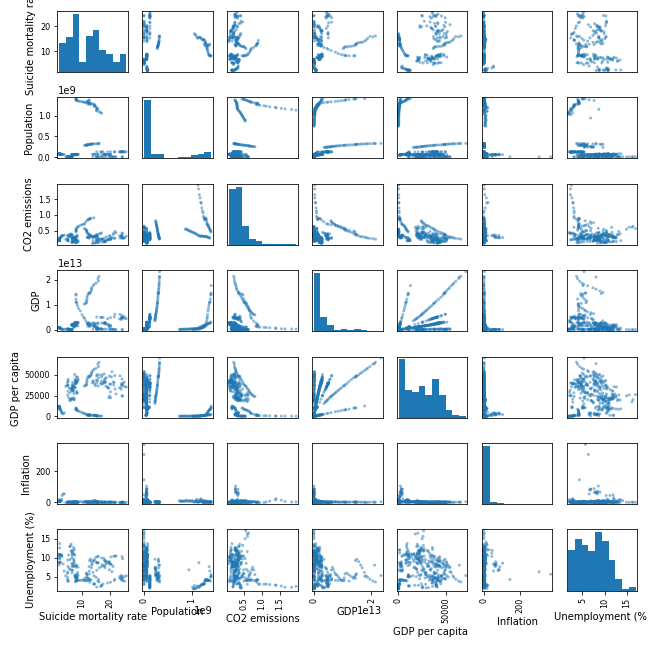 Suicide mortality ra
20
10
1e9
Population
1.0
0.5
0.0
CO2 emissions
1.5
1.0
0.5
1e13
GDP
2
1
0
GDP per capita
50000
25000
0
Inflation
200
0
Unemployment (%)
15
10
5
10
20
Suicide mortality rate
0
1
1e9
Population
0.5
1.0
1.5
CO2 emissions
0
2
1e13
GDP
0
50000
GDP per capita
0
200
Inflation
5
10
15
Unemployment (%